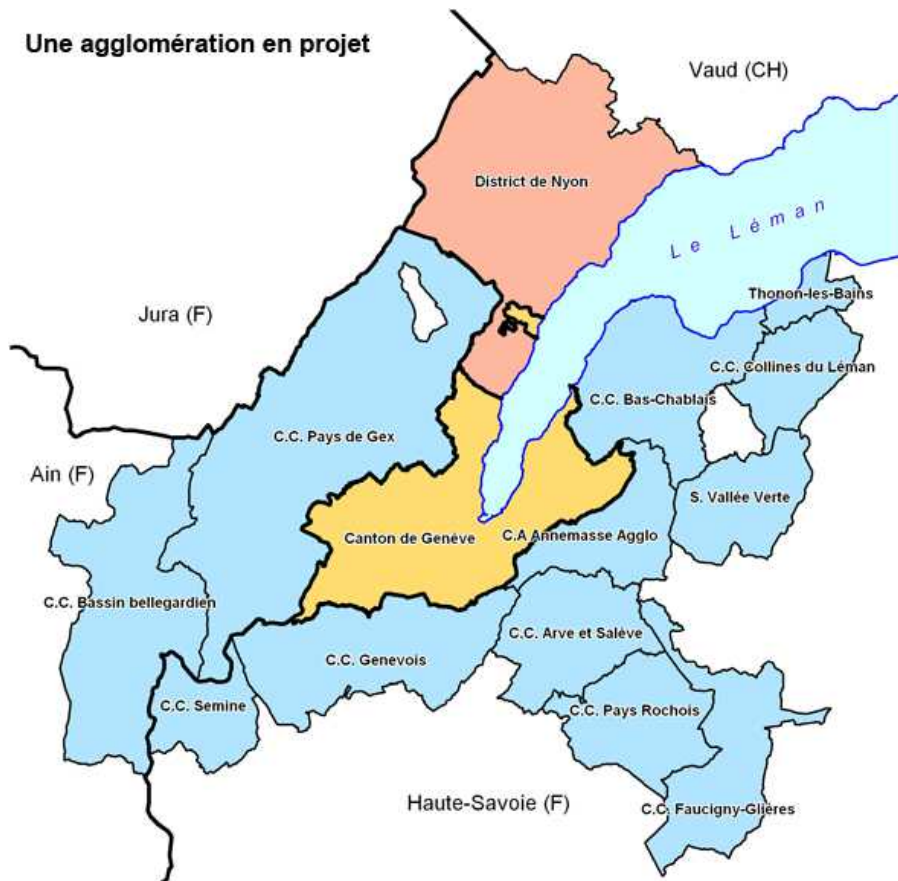 Une agglomération en projet
Vaud (CH)
District de Nyon
Le Léman
Thonon-les-Bains
Jura (F)
C.C. Collines du Léman
C.C. Bas-Chablais
C.C. Pays de Gex
Ain (F)
S. Vallée Verte
Canton de Genéve
C.A Annemasse Agglo
C.C. Bassin bellegardien
C.C. Arve et Salève
C.C. Genevois
C.C. Semine
C.C. Pays Rochois
Haute-Savoie (F)
C.C. Faucigny-Glières